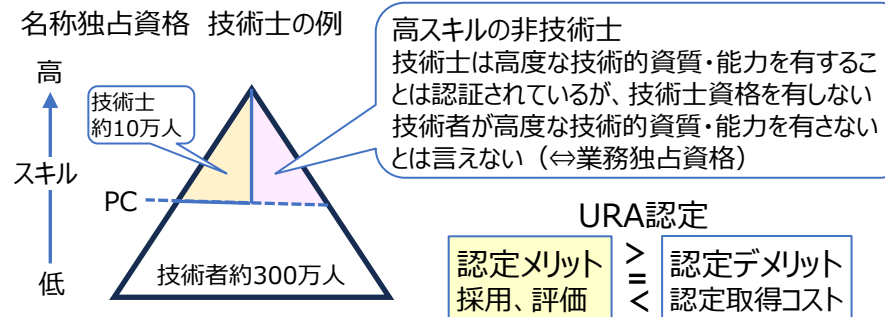 名称独占資格 技術士の例
高
スキル
低
技術士
約10万人
PC
技術者約300万人
高スキルの非技術士
技術士は高度な技術的資質・能力を有するこ
とは認証されているが、技術士資格を有しない
技術者が高度な技術的資質・能力を有さない
とは言えない（⇔業務独占資格）
URA認定
認定メリット
採用、評価
>
=
<
認定デメリット
認定取得コスト